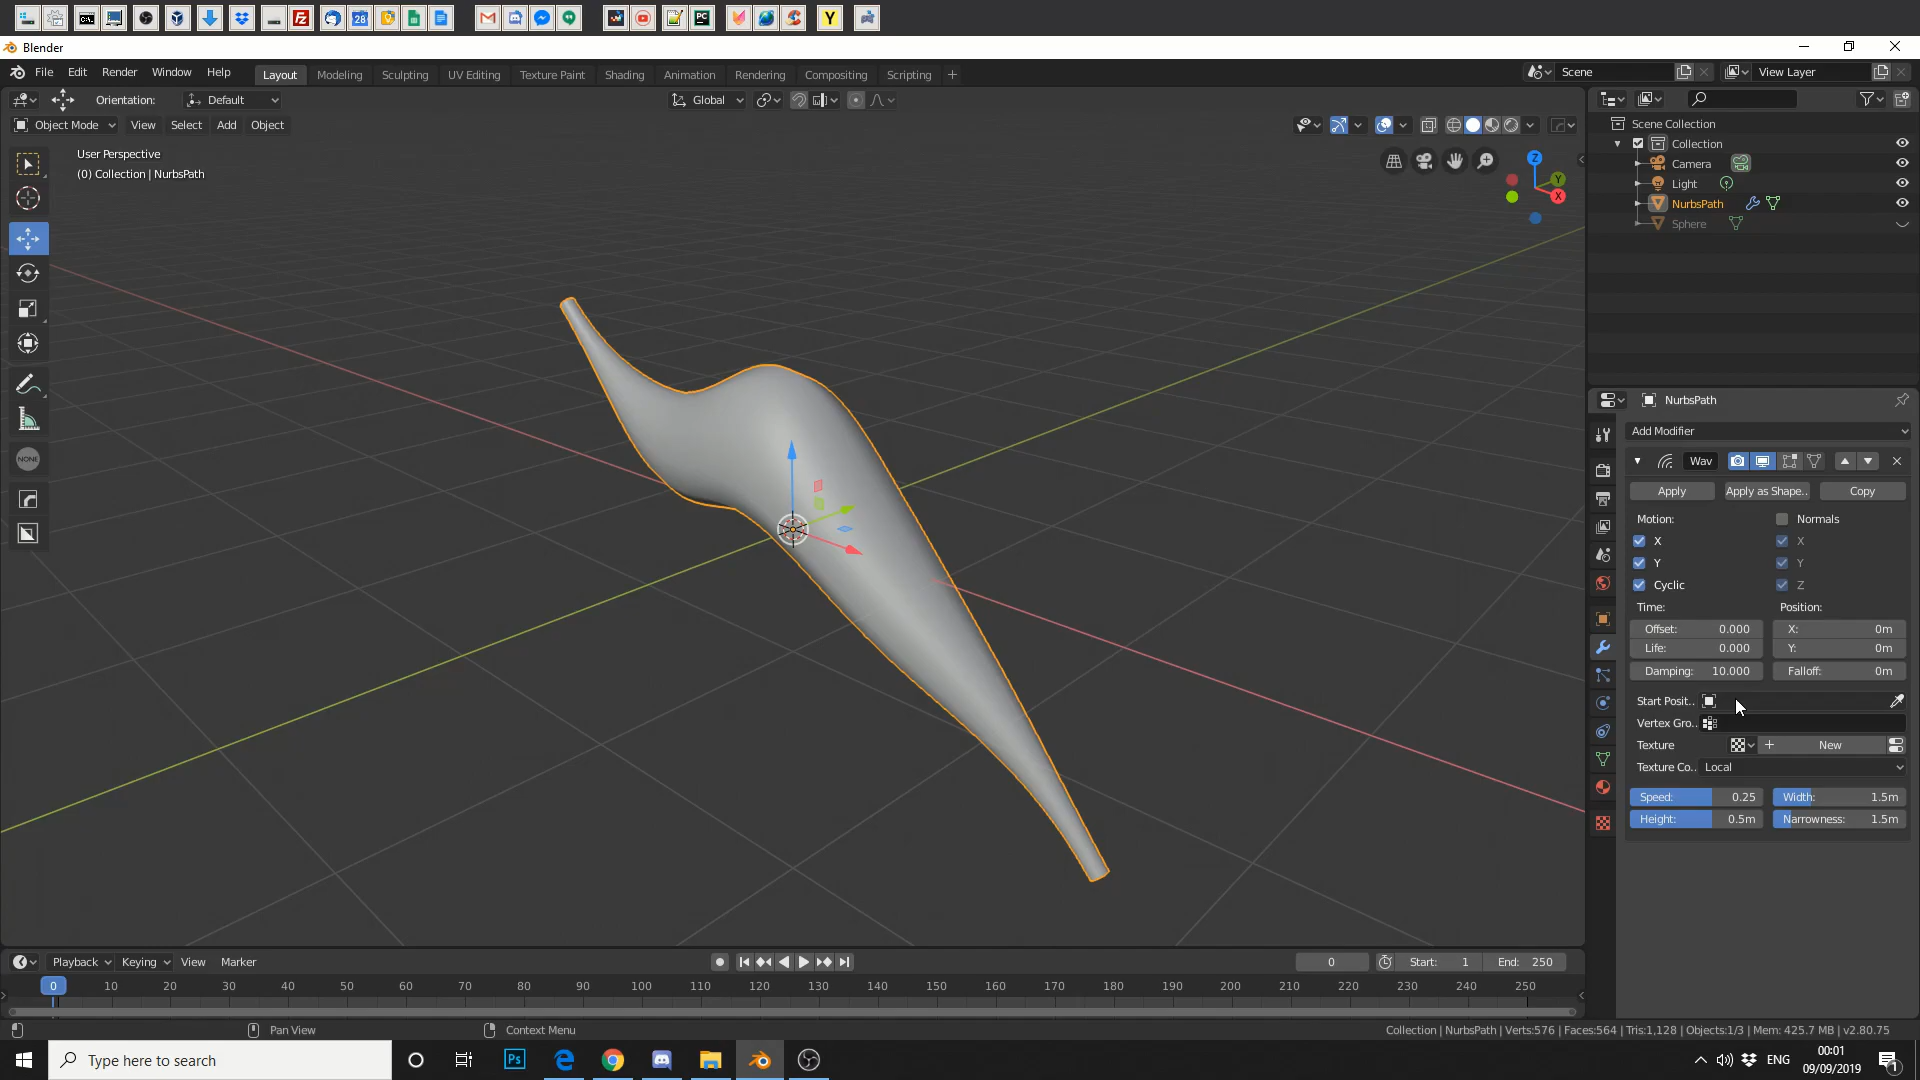 Blender
File Edit Render Window Help
Layout Modeling Sculpting UV Editing Texture Paint Shading Animation Rendering Compositing Scripting +
Scene
View Layer
Orientation: Default
Global
Object Mode View Select Add Object
User Perspective
(0) Collection | NurbsPath
Z
Y
X
NONE
Scene Collection
Collection
Camera
Light
NurbsPath
Sphere
NurbsPath
Add Modifier
Wav
Apply Apply as Shape.. Copy
Motion: Normals
X X
Y Y
Cyclic Z
Time: Position:
Offset: 0.000 X: 0m
Life: 0.000 Y: 0m
Damping: 10.000 Falloff: 0m
Start Posit..
Vertex Gro..
Texture + New
Texture Co.. Local
Speed: 0.25 Width: 1.5m
Height: 0.5m Narrowness: 1.5m
Playback Keying View Marker
0 Start: 1 End: 250
0 10 20 30 40 50 60 70 80 90 100 110 120 130 140 150 160 170 180 190 200 210 220 230 240 250
Pan View Context Menu
Collection | NurbsPath | Verts:576 | Faces:564 | Tris:1,128 | Objects:1/3 | Mem: 425.7 MB | v2.80.75
Type here to search
Ps
ENG
00:01
09/09/2019
1